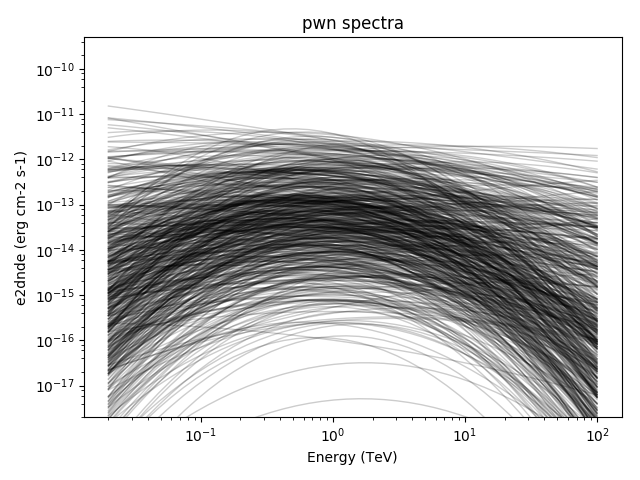 pwn spectra
e2dnde (erg cm-2 s-1)
10⁻¹⁰
10⁻¹¹
10⁻¹²
10⁻¹³
10⁻¹⁴
10⁻¹⁵
10⁻¹⁶
10⁻¹⁷
10⁻¹ 10⁰ 10¹ 10²
Energy (TeV)